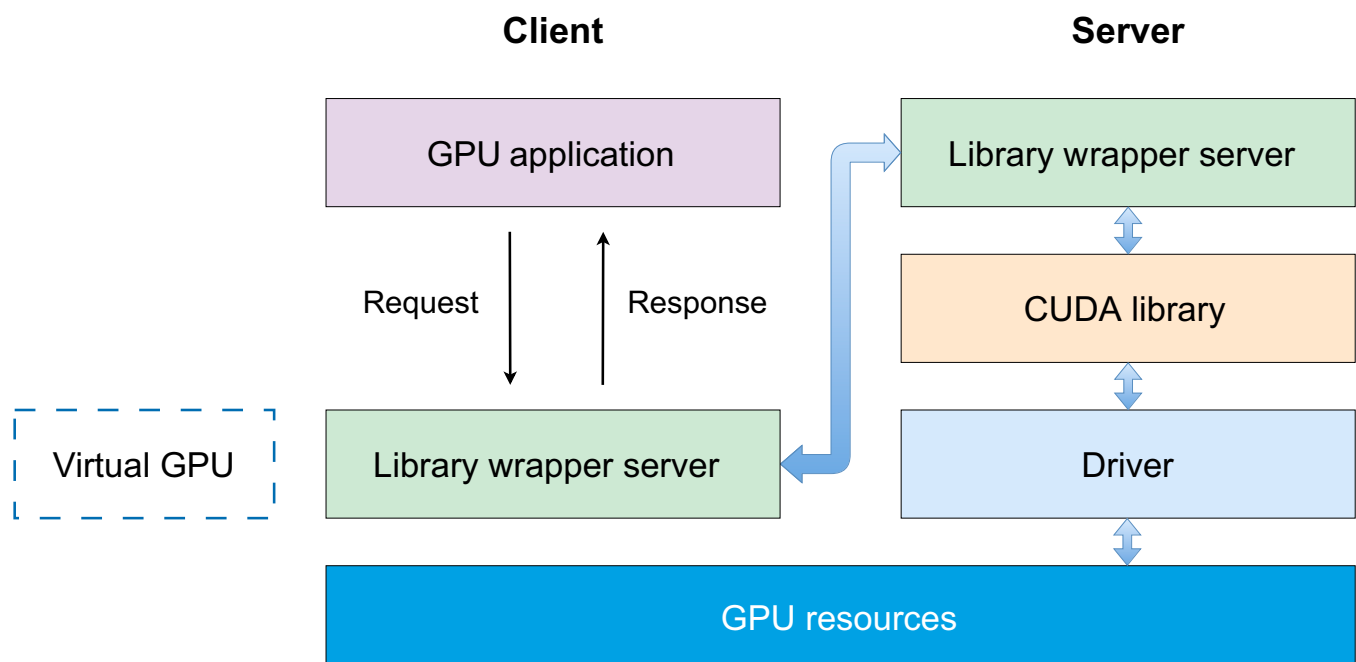 Client
Server
GPU application
Library wrapper server
Request
Response
CUDA library
Virtual GPU
Library wrapper server
Driver
GPU resources